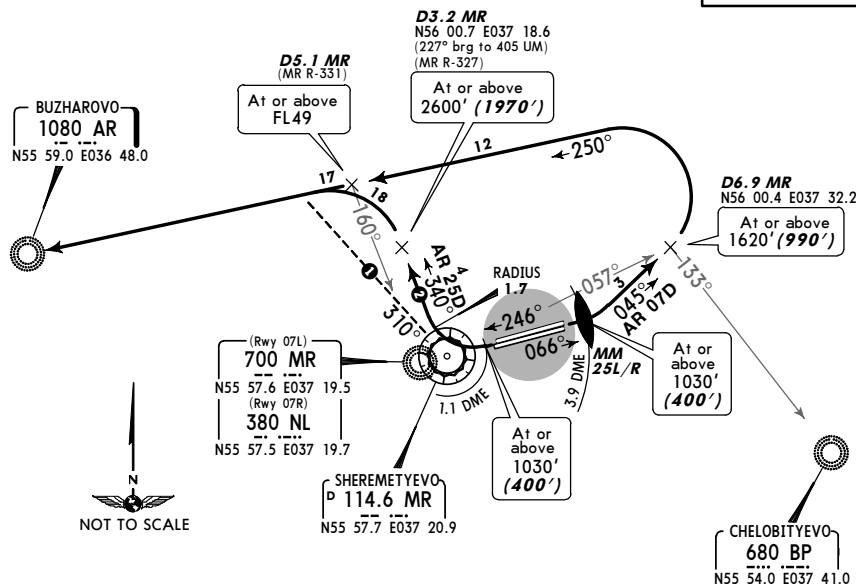 D3.2 MR
N56 00.7 E037 18.6
(227° brg to 405 UM)
(MR R-327)
At or above
2600' (1970')
D5.1 MR
(MR R-331)
At or above
FL49
BUZHAROVO
1080 AR
N55 59.0 E036 48.0
17
18
12
250°
D6.9 MR
N56 00.4 E037 32.2
At or above
1620' (990')
160°
310°
1
2
AR 25D
4
340°
RADIUS
1.7
057°
3
045°
AR 07D
133°
246°
066°
MM
25L/R
3.9 DME
1.1 DME
At or
above
1030'
(400')
At or
above
1030'
(400')
(Rwy 07L)
700 MR
N55 57.6 E037 19.5
(Rwy 07R)
380 NL
N55 57.5 E037 19.7
SHEREMETYEVO
D 114.6 MR
N55 57.7 E037 20.9
N
NOT TO SCALE
CHELOBITYEVO
680 BP
N55 54.0 E037 41.0